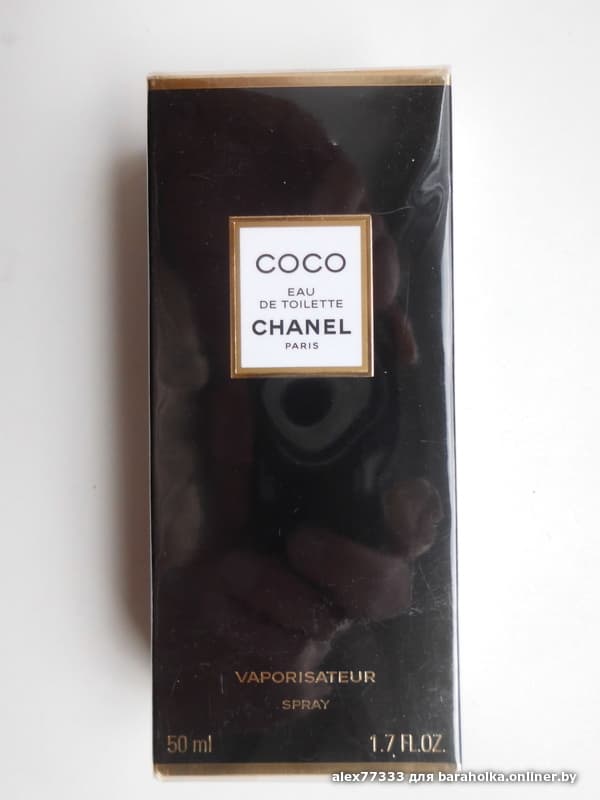 COCO
EAU
DE TOILETTE
CHANEL
PARIS
VAPORISATEUR
SPRAY
50 ml 1.7 FL.OZ.
alex77333 для baraholka.onliner.by